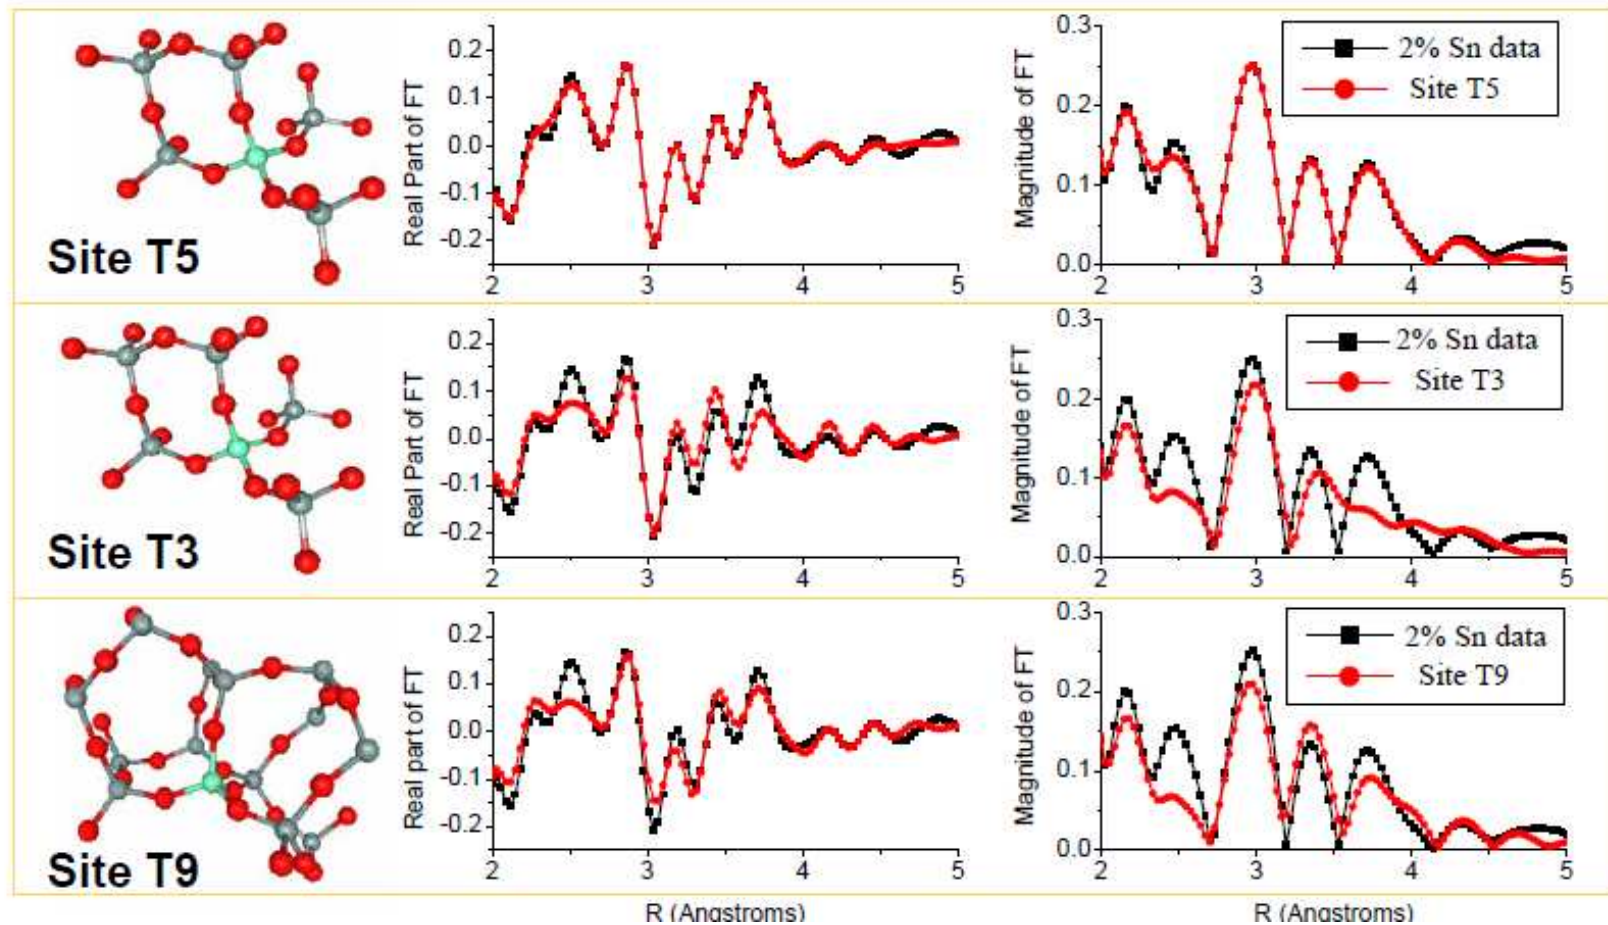 Site T5
Real Part of FT
0.2
0.1
0.0
-0.1
-0.2
2 3 4 5
Magnitude of FT
0.3
0.2
0.1
0.0
2 3 4 5
2% Sn data
Site T5
Site T3
Real Part of FT
0.2
0.1
0.0
-0.1
-0.2
2 3 4 5
Magnitude of FT
0.3
0.2
0.1
0.0
2 3 4 5
2% Sn data
Site T3
Site T9
Real part of FT
0.2
0.1
0.0
-0.1
-0.2
2 3 4 5
R (Angstroms)
Magnitude of FT
0.3
0.2
0.1
0.0
2 3 4 5
R (Angstroms)
2% Sn data
Site T9